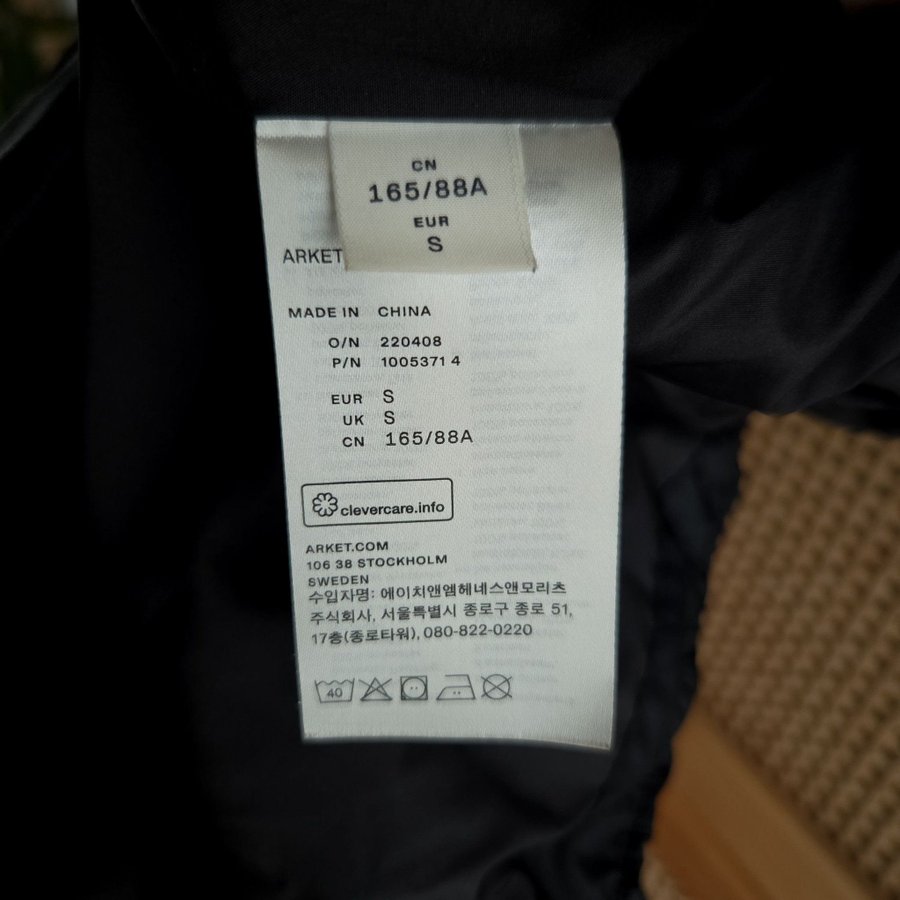 CN
165/88A
EUR
S
ARKET
MADE IN CHINA
O/N 220408
P/N 1005371 4
EUR S
UK S
CN 165/88A
clevercare.info
ARKET.COM
106 38 STOCKHOLM
SWEDEN
수입자명: 에이치앤엠헤네스앤모리츠
주식회사, 서울특별시 종로구 종로 51,
17층(종로타워), 080-822-0220
40